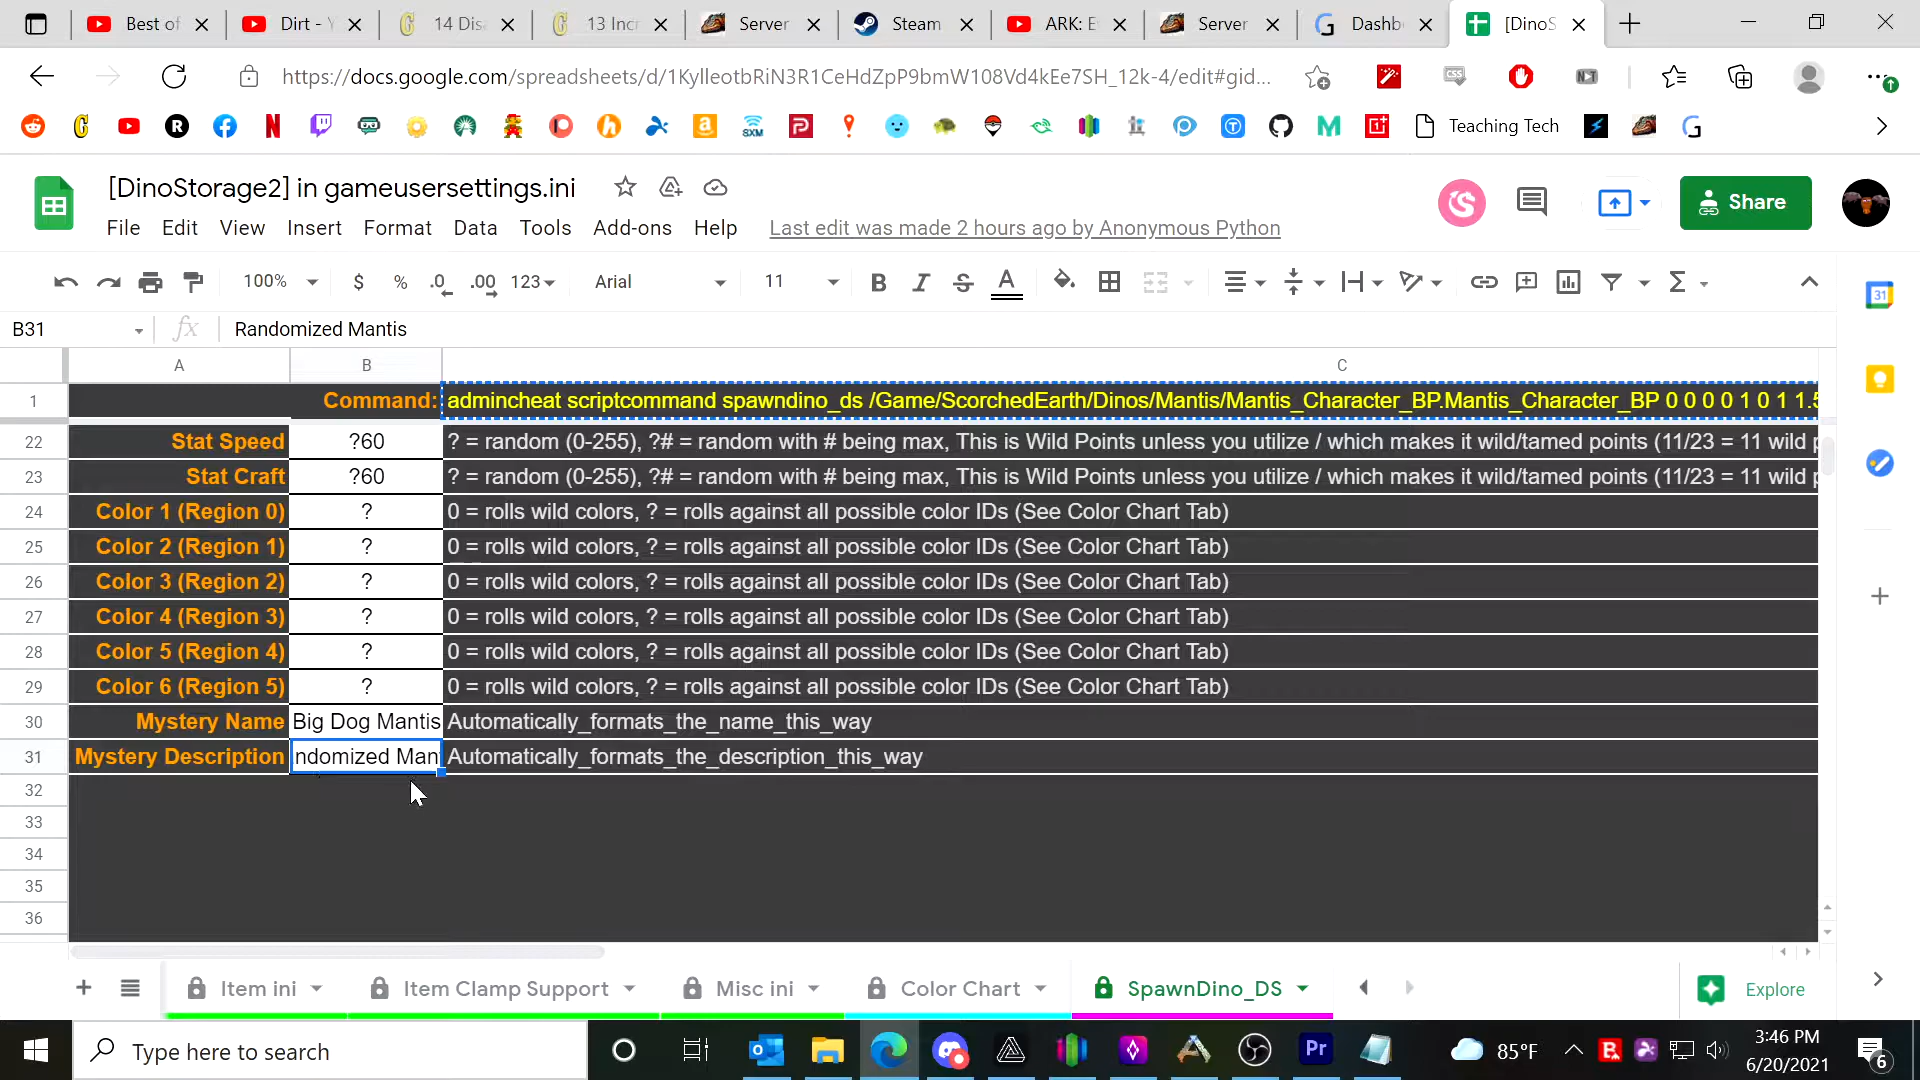 Best of
Dirt - Y
14 Dis
13 Incr
Server
Steam
ARK: E
Server
Dashb
[DinoS
https://docs.google.com/spreadsheets/d/1KylleotbRiN3R1CeHdZpP9bmW108Vd4kEe7SH_12k-4/edit#gid...
Teaching Tech
[DinoStorage2] in gameusersettings.ini
Share
File Edit View Insert Format Data Tools Add-ons Help Last edit was made 2 hours ago by Anonymous Python
100% $ % .0 .00 123 Arial 11 B I S A
B31 fx Randomized Mantis
A B C
1 Command: admincheat scriptcommand spawndino_ds /Game/ScorchedEarth/Dinos/Mantis/Mantis_Character_BP.Mantis_Character_BP 0 0 0 0 1 0 1 1.5
22 Stat Speed ?60 ? = random (0-255), ?# = random with # being max, This is Wild Points unless you utilize / which makes it wild/tamed points (11/23 = 11 wild p
23 Stat Craft ?60 ? = random (0-255), ?# = random with # being max, This is Wild Points unless you utilize / which makes it wild/tamed points (11/23 = 11 wild p
24 Color 1 (Region 0) ? 0 = rolls wild colors, ? = rolls against all possible color IDs (See Color Chart Tab)
25 Color 2 (Region 1) ? 0 = rolls wild colors, ? = rolls against all possible color IDs (See Color Chart Tab)
26 Color 3 (Region 2) ? 0 = rolls wild colors, ? = rolls against all possible color IDs (See Color Chart Tab)
27 Color 4 (Region 3) ? 0 = rolls wild colors, ? = rolls against all possible color IDs (See Color Chart Tab)
28 Color 5 (Region 4) ? 0 = rolls wild colors, ? = rolls against all possible color IDs (See Color Chart Tab)
29 Color 6 (Region 5) ? 0 = rolls wild colors, ? = rolls against all possible color IDs (See Color Chart Tab)
30 Mystery Name Big Dog Mantis Automatically_formats_the_name_this_way
31 Mystery Description ndomized Man Automatically_formats_the_description_this_way
32
33
34
35
36
Item ini Item Clamp Support Misc ini Color Chart SpawnDino_DS Explore
Type here to search
85°F
3:46 PM
6/20/2021
6